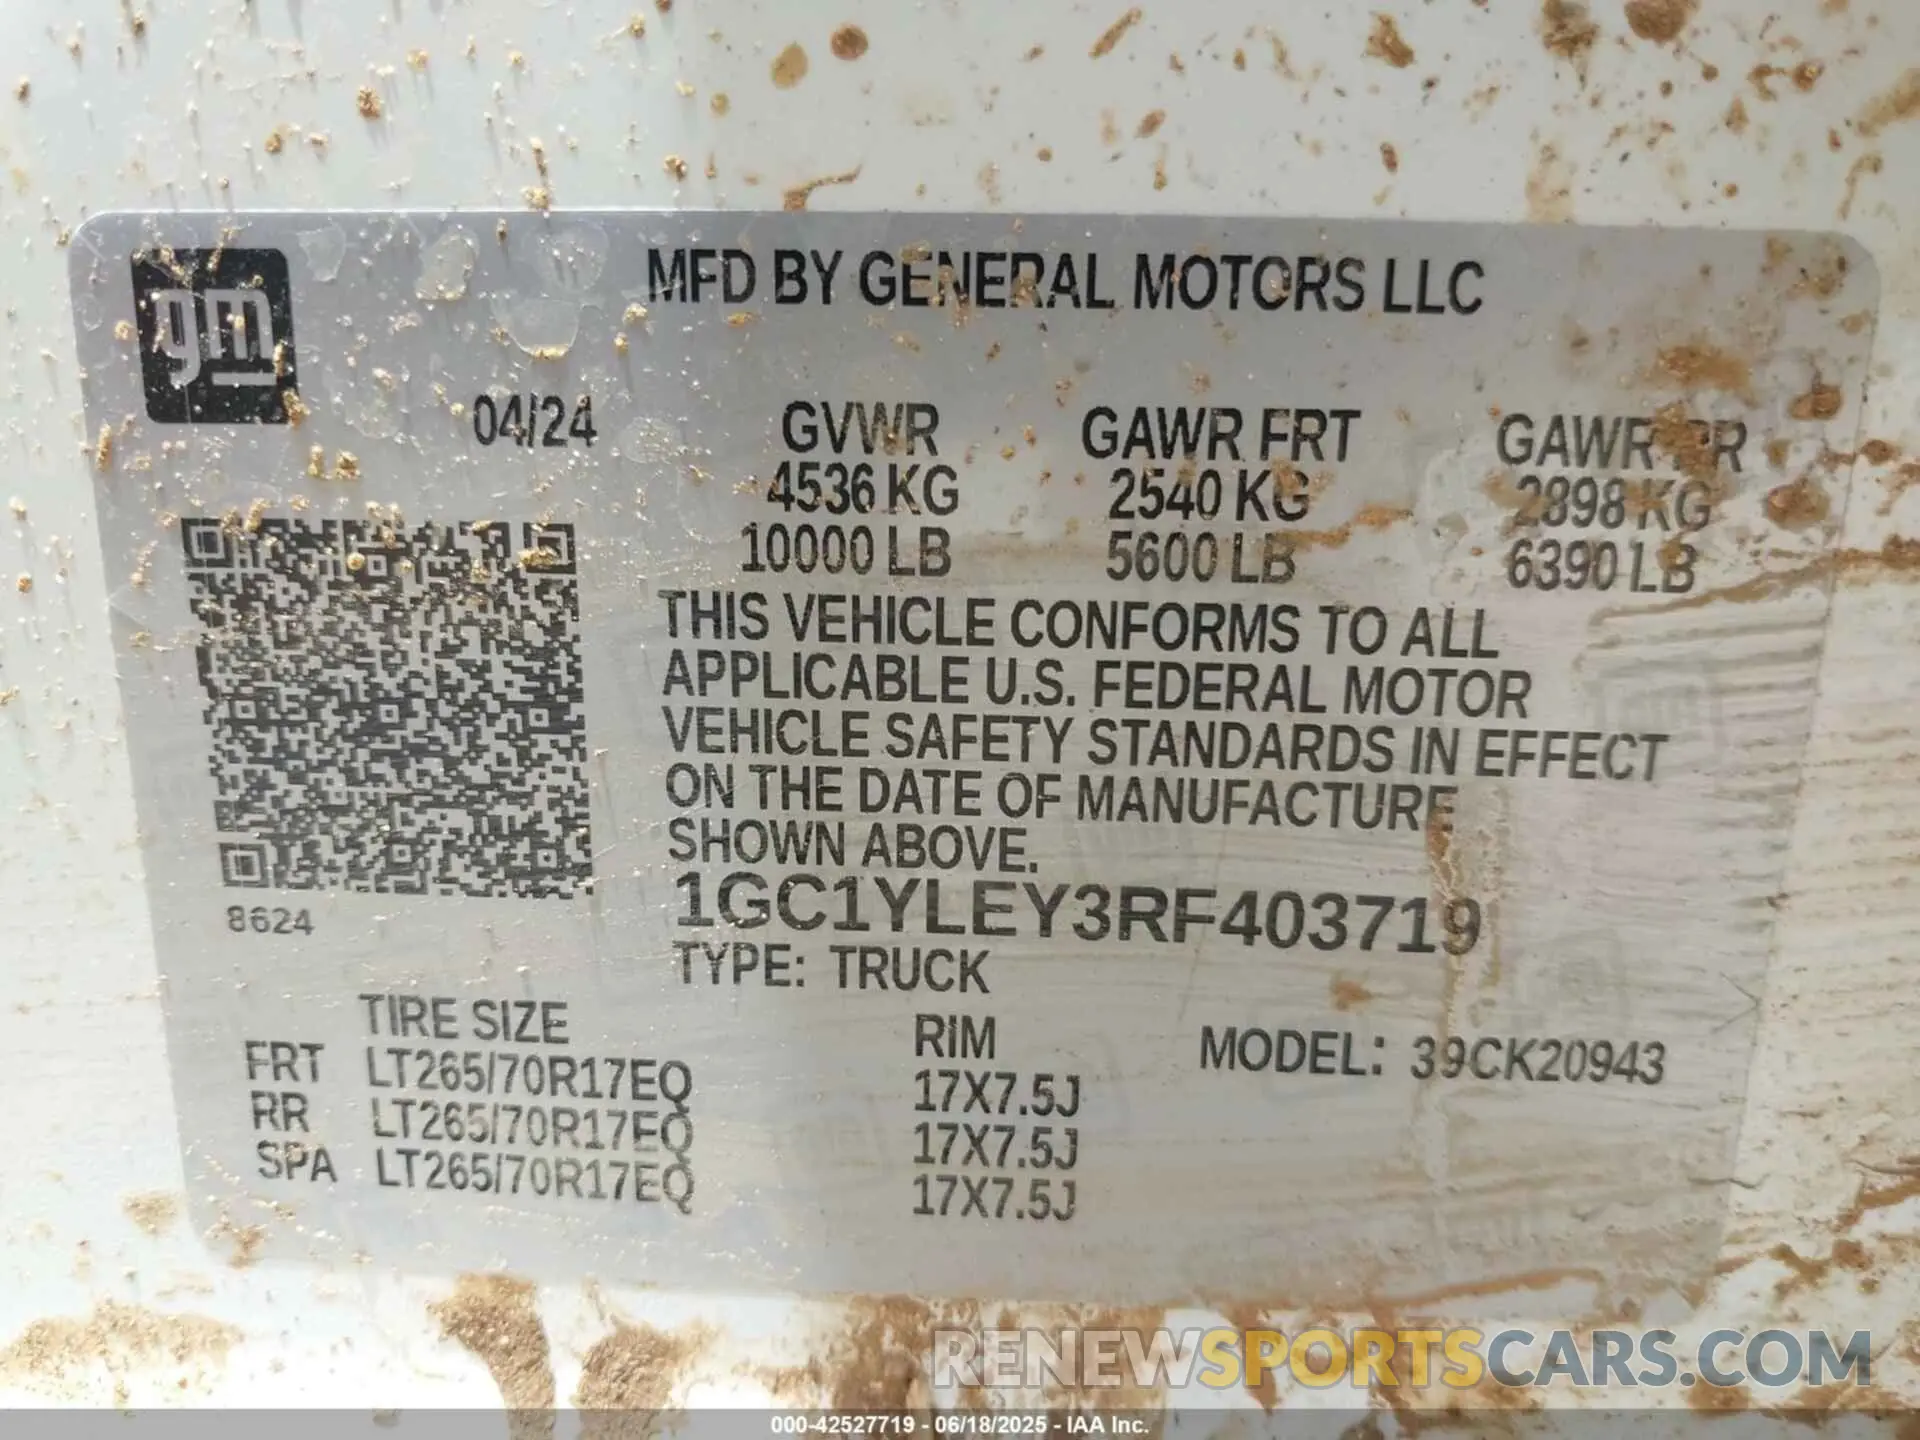 MFD BY GENERAL MOTORS LLC
gm
04/24
GVWR GAWR FRT GAWR RR
4536 KG 2540 KG 2898 KG
10000 LB 5600 LB 6390 LB
THIS VEHICLE CONFORMS TO ALL
APPLICABLE U.S. FEDERAL MOTOR
VEHICLE SAFETY STANDARDS IN EFFECT
ON THE DATE OF MANUFACTURE
SHOWN ABOVE.
1GC1YLEY3RF403719
8624
TYPE: TRUCK
TIRE SIZE RIM MODEL: 39CK20943
FRT LT265/70R17EQ 17X7.5J
RR LT265/70R17EQ 17X7.5J
SPA LT265/70R17EQ 17X7.5J
RENEWSPORTSCARS.COM
000-42527719 - 06/18/2025 - IAA Inc.